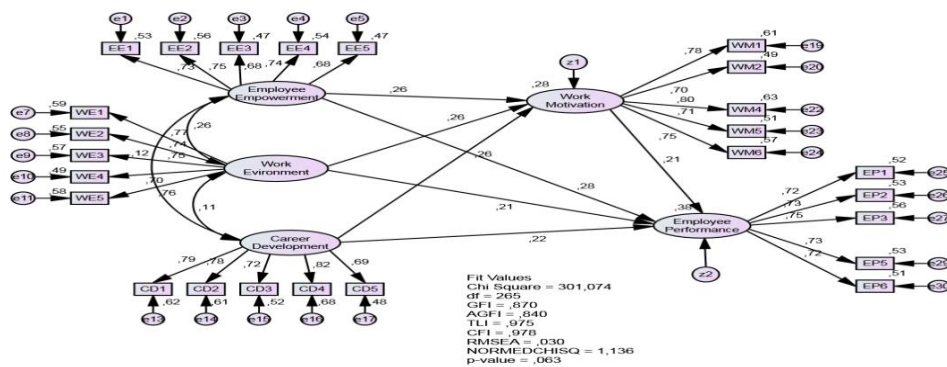 e1 e2 e3 e4 e5
,53 ,56 ,47 ,54 ,47
EE1 EE2 EE3 EE4 EE5
,73 ,75 ,68 ,74 ,68
Employee
Empowerment
e7 ,59 WE1
e8 ,55 WE2
e9 ,57 WE3
e10 ,49 WE4
e11 ,58 WE5
,77
,74
,75
,70
,76
,26
,12
,11
Work
Evironment
Career
Development
,79 ,78 ,72 ,82 ,69
CD1 CD2 CD3 CD4 CD5
,62 ,61 ,52 ,68 ,48
e13 e14 e15 e16 e17
,26
,26
,26
,28
,21
,22
,21
z1
,28
Work
Motivation
,78 WM1 ,61 e19
,70 WM2 ,49 e20
,80 WM4 ,63 e22
,71 WM5 ,51 e23
,75 WM6 ,57 e24
,38
Employee
Performance
z2
,72 EP1 ,52 e25
,73 EP2 ,53 e26
,75 EP3 ,56 e27
,73 EP5 ,53 e29
,72 EP6 ,51 e30
Fit Values
Chi Square = 301,074
df = 265
GFI = ,870
AGFI = ,840
TLI = ,975
CFI = ,978
RMSEA = ,030
NORMEDCHISQ = 1,136
p-value = ,063